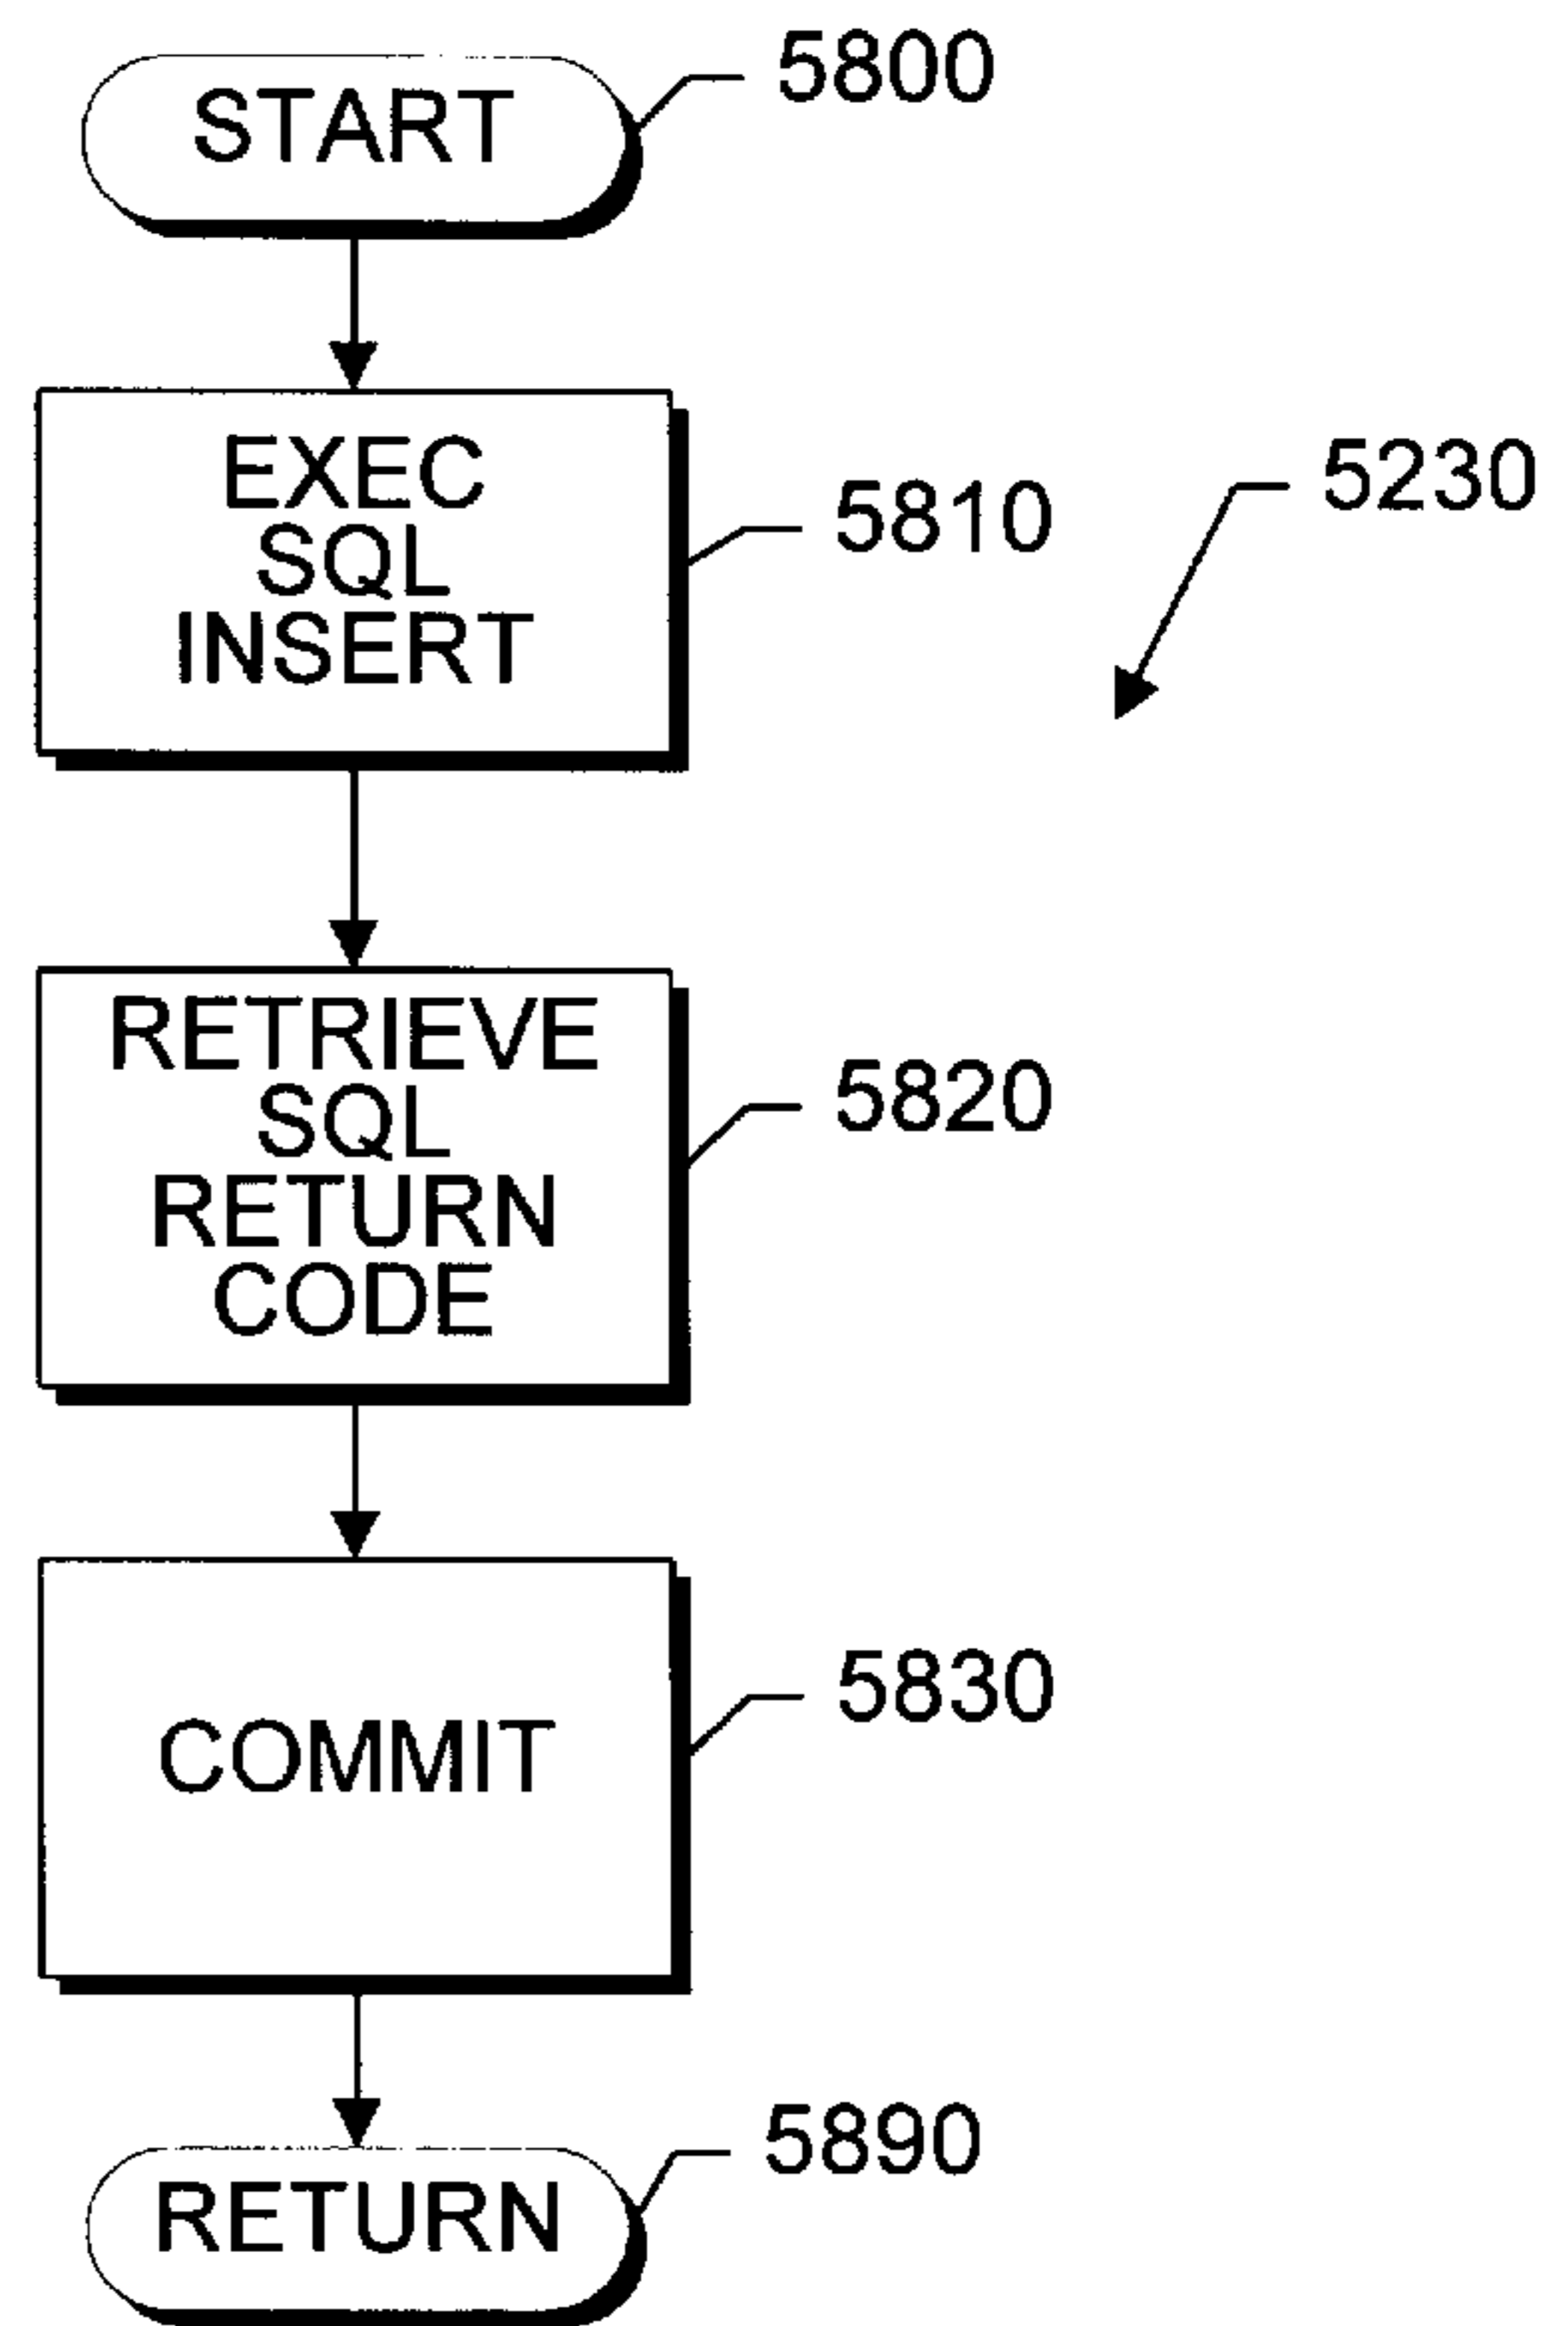 START
5800
EXEC
SQL
INSERT
5810
5230
RETRIEVE
SQL
RETURN
CODE
5820
COMMIT
5830
RETURN
5890